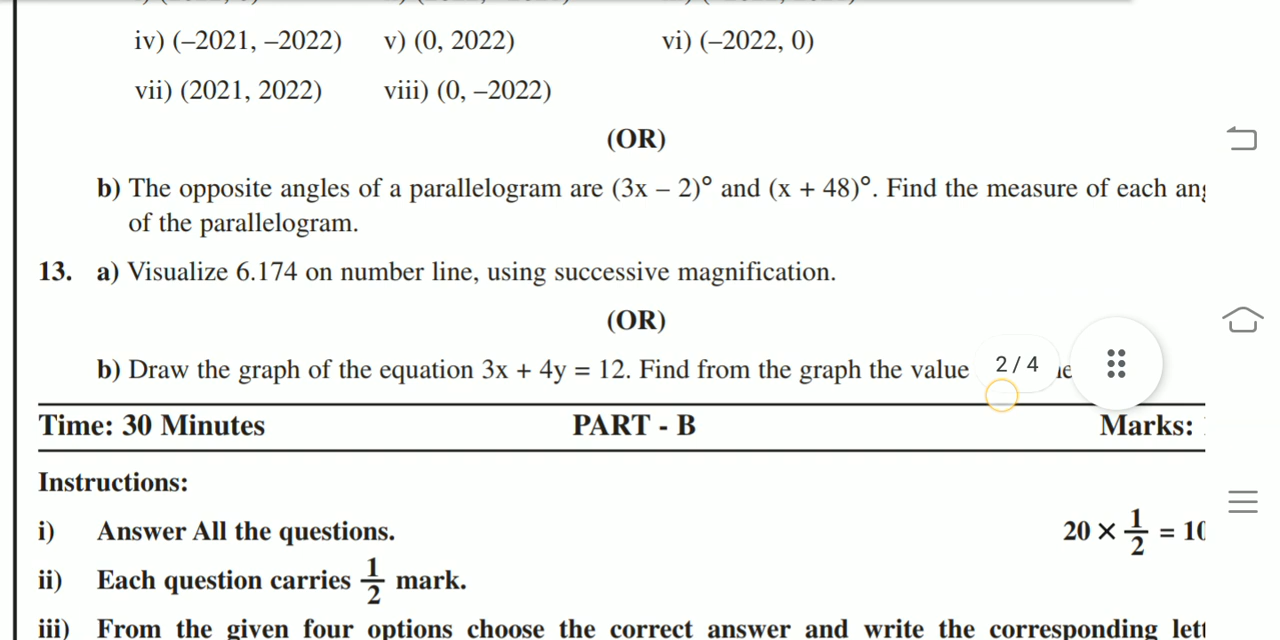 iv) (–2021, –2022) v) (0, 2022) vi) (–2022, 0)
vii) (2021, 2022) viii) (0, –2022)
(OR)
b) The opposite angles of a parallelogram are (3x – 2)° and (x + 48)°. Find the measure of each
of the parallelogram.
13. a) Visualize 6.174 on number line, using successive magnification.
(OR)
b) Draw the graph of the equation 3x + 4y = 12. Find from the graph the value
2 / 4
Time: 30 Minutes PART - B Marks:
Instructions:
i) Answer All the questions. 20 × 1/2 = 10
ii) Each question carries 1/2 mark.
iii) From the given four options choose the correct answer and write the corresponding